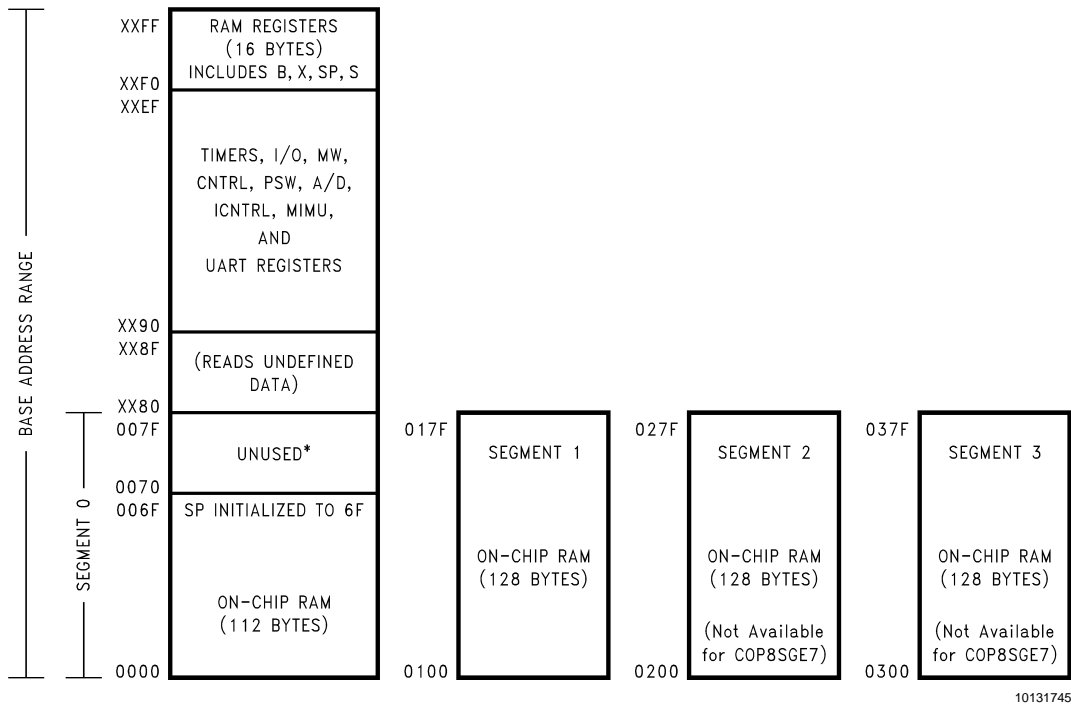 BASE ADDRESS RANGE
SEGMENT 0
XXFF
RAM REGISTERS
(16 BYTES)
INCLUDES B, X, SP, S
XXF0
XXEF
TIMERS, I/O, MW,
CNTRL, PSW, A/D,
ICNTRL, MIMU,
AND
UART REGISTERS
XX90
XX8F
(READS UNDEFINED
DATA)
XX80
007F
UNUSED*
0070
006F
SP INITIALIZED TO 6F
ON-CHIP RAM
(112 BYTES)
0000
017F
SEGMENT 1
ON-CHIP RAM
(128 BYTES)
0100
027F
SEGMENT 2
ON-CHIP RAM
(128 BYTES)
(Not Available
for COP8SGE7)
0200
037F
SEGMENT 3
ON-CHIP RAM
(128 BYTES)
(Not Available
for COP8SGE7)
0300
10131745